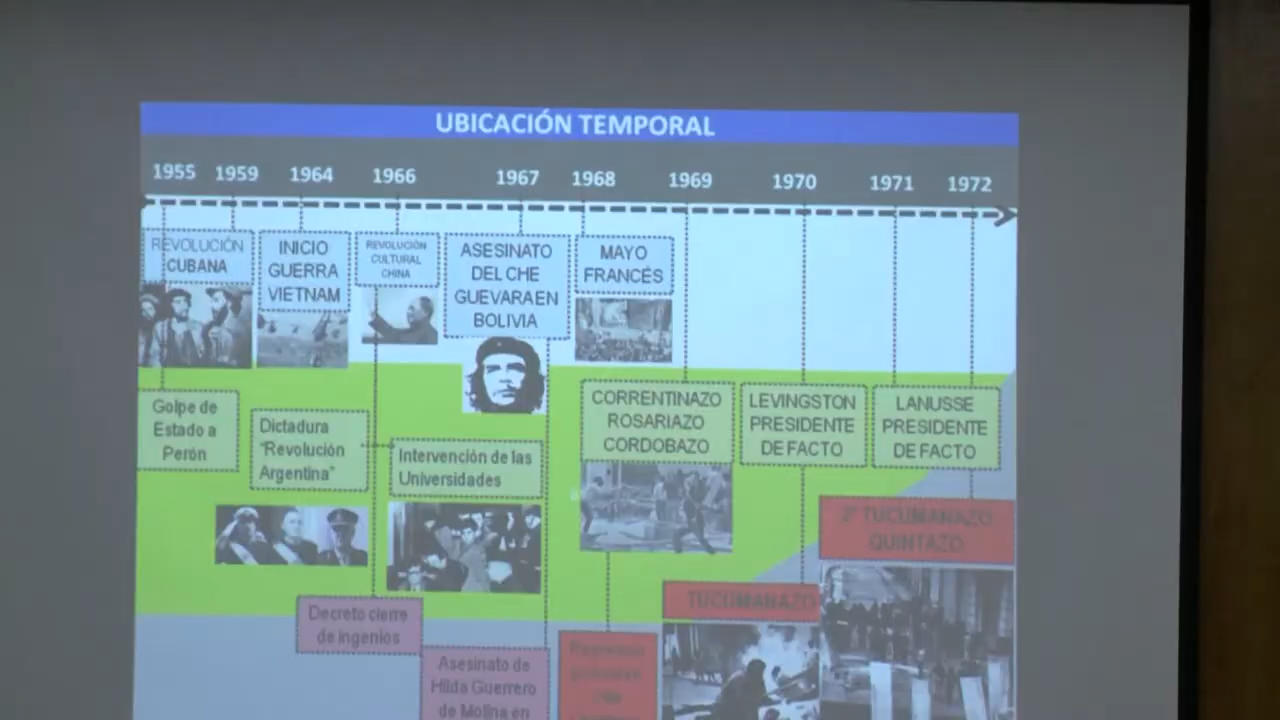 UBICACIÓN TEMPORAL
1955 1959 1964 1966 1967 1968 1969 1970 1971 1972
REVOLUCIÓN
CUBANA
INICIO
GUERRA
VIETNAM
REVOLUCIÓN
CULTURAL
CHINA
ASESINATO
DEL CHE
GUEVARA EN
BOLIVIA
MAYO
FRANCÉS
Golpe de
Estado a
Perón
Dictadura
“Revolución
Argentina”
Intervención de las
Universidades
CORRENTINAZO
ROSARIAZO
CORDOBAZO
LEVINGSTON
PRESIDENTE
DE FACTO
LANUSSE
PRESIDENTE
DE FACTO
2º TUCUMANAZO
QUINTAZO
TUCUMANAZO
Decreto cierre
de ingenios
Asesinato de
Hilda Guerrero
de Molina en